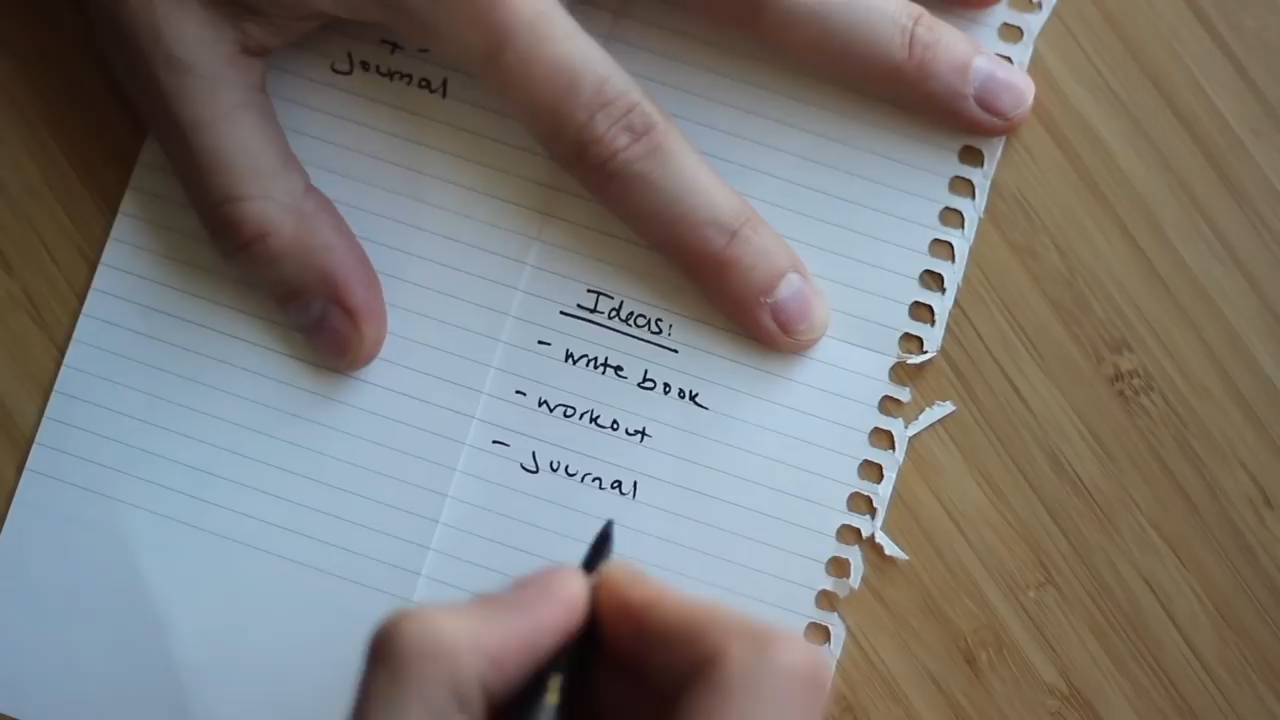 Journal
Ideas:
- write book
- workout
- journal